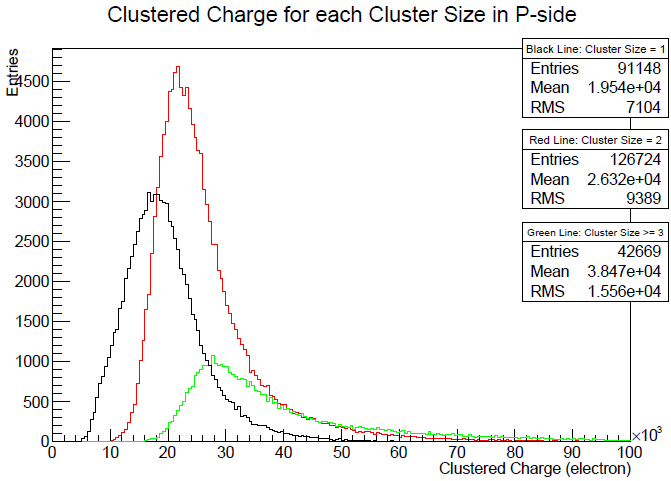 Clustered Charge for each Cluster Size in P-side
Entries
4500
4000
3500
3000
2500
2000
1500
1000
500
0
0 10 20 30 40 50 60 70 80 90 100
×10³
Clustered Charge (electron)
Black Line: Cluster Size = 1
Entries 91148
Mean 1.954e+04
RMS 7104
Red Line: Cluster Size = 2
Entries 126724
Mean 2.632e+04
RMS 9389
Green Line: Cluster Size >= 3
Entries 42669
Mean 3.847e+04
RMS 1.556e+04